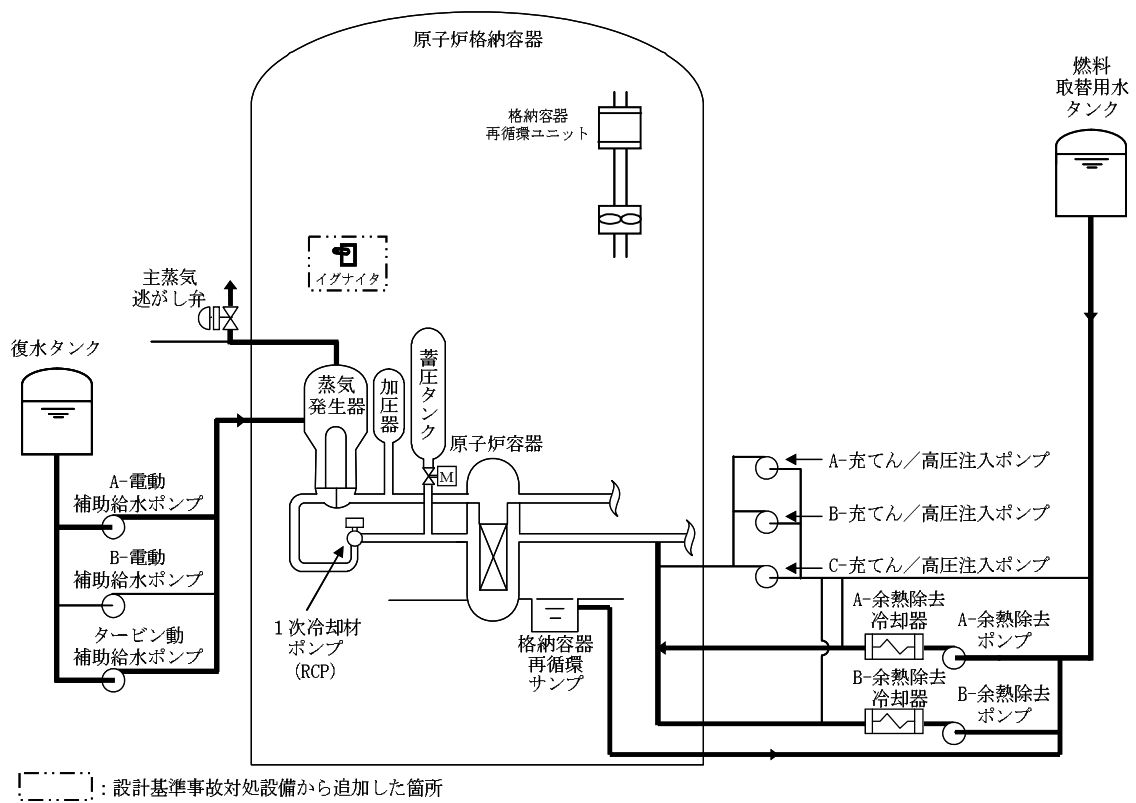 原子炉格納容器
燃料
取替用水
タンク
格納容器
再循環ユニット
イグナイタ
主蒸気
逃がし弁
復水タンク
蒸気
発生器
加圧器
蓄圧タンク
原子炉容器
M
A-充てん／高圧注入ポンプ
B-充てん／高圧注入ポンプ
C-充てん／高圧注入ポンプ
A-電動
補助給水ポンプ
B-電動
補助給水ポンプ
タービン動
補助給水ポンプ
1次冷却材
ポンプ
(RCP)
格納容器
再循環
サンプ
A-余熱除去
冷却器
A-余熱除去
ポンプ
B-余熱除去
冷却器
B-余熱除去
ポンプ
：設計基準事故対処設備から追加した箇所